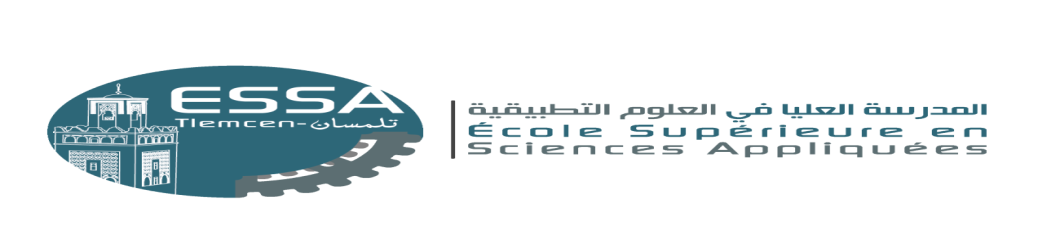 ESSA
Tlemcen-تلمسان
المدرسة العليا في العلوم التطبيقية
École Supérieure en
Sciences Appliquées